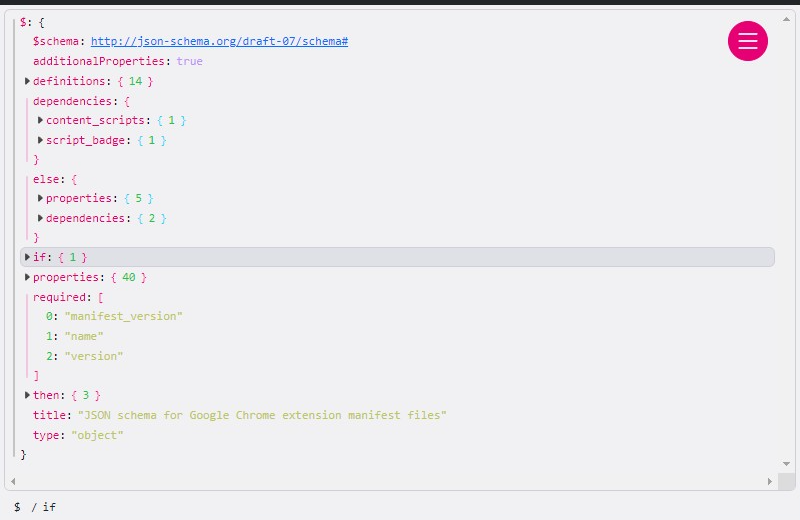 $: {
$schema: http://json-schema.org/draft-07/schema#
additionalProperties: true
definitions: { 14 }
dependencies: {
content_scripts: { 1 }
script_badge: { 1 }
}
else: {
properties: { 5 }
dependencies: { 2 }
}
if: { 1 }
properties: { 40 }
required: [
0: "manifest_version"
1: "name"
2: "version"
]
then: { 3 }
title: "JSON schema for Google Chrome extension manifest files"
type: "object"
}
$ / if